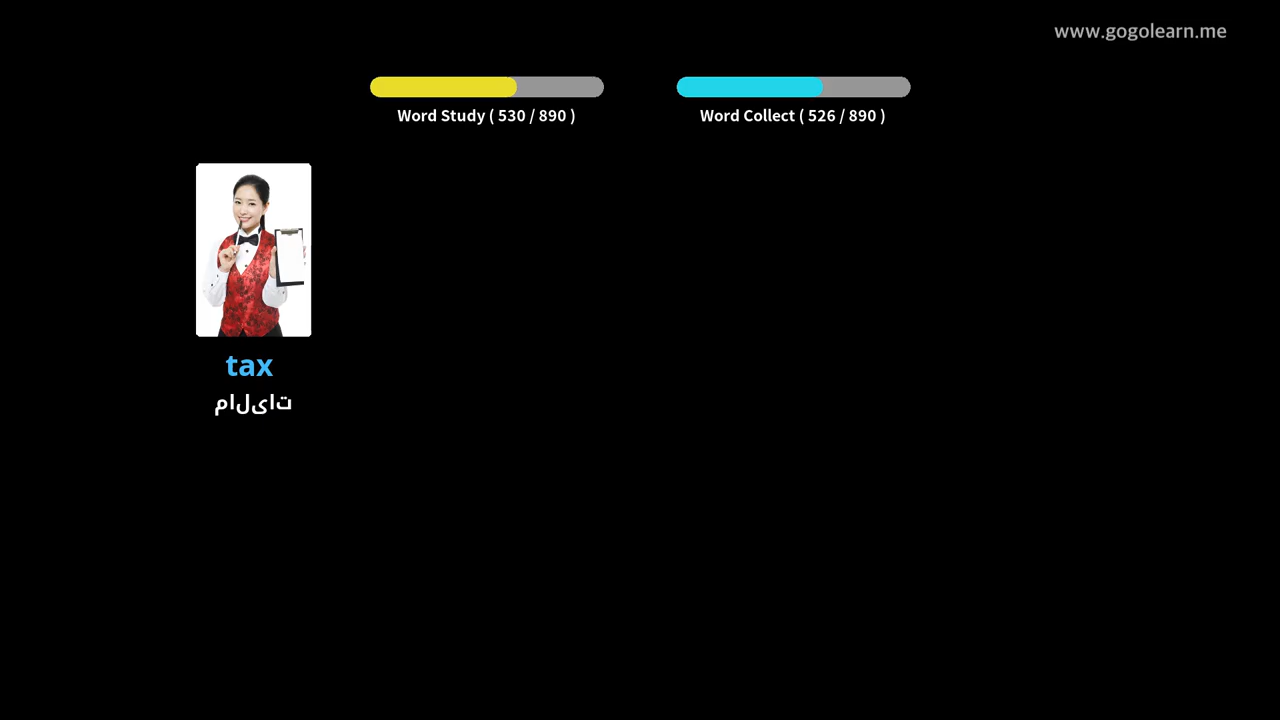 www.gogolearn.me
Word Study ( 530 / 890 )
Word Collect ( 526 / 890 )
tax
مالیات